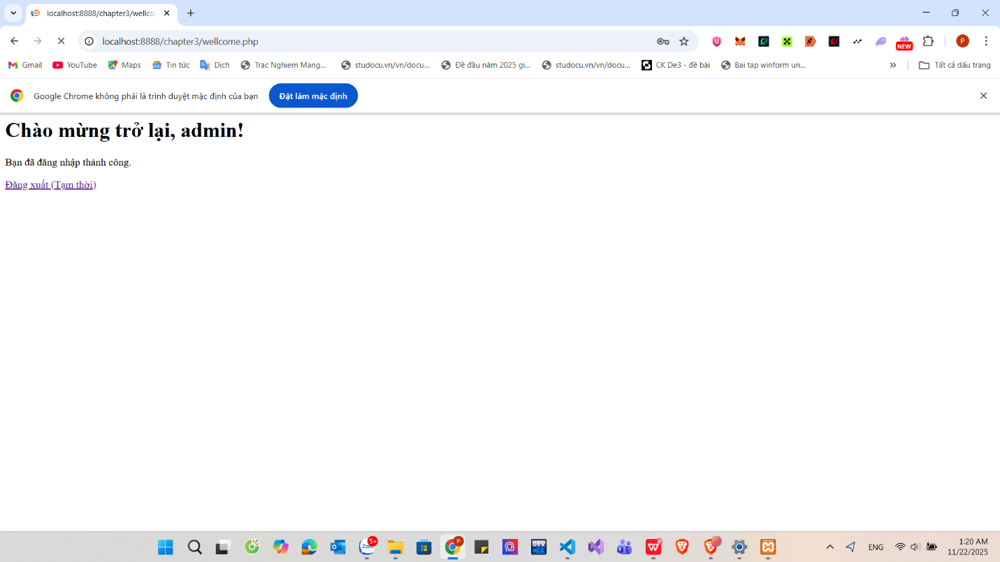 localhost:8888/chapter3/wellco
localhost:8888/chapter3/wellcome.php
NEW
P
Gmail
YouTube
Maps
Tin tức
Dịch
Trac Nghiem Mang...
studocu.vn/vn/docu...
Đề đầu năm 2025 gi...
studocu.vn/vn/docu...
CK De3 - đề bài
Bai tap winform un...
Tất cả dấu trang
Google Chrome không phải là trình duyệt mặc định của bạn
Đặt làm mặc định
Chào mừng trở lại, admin!
Bạn đã đăng nhập thành công.
Đăng xuất (Tạm thời)
Zalo
5+
P
DEV
ENG
1:20 AM
11/22/2025